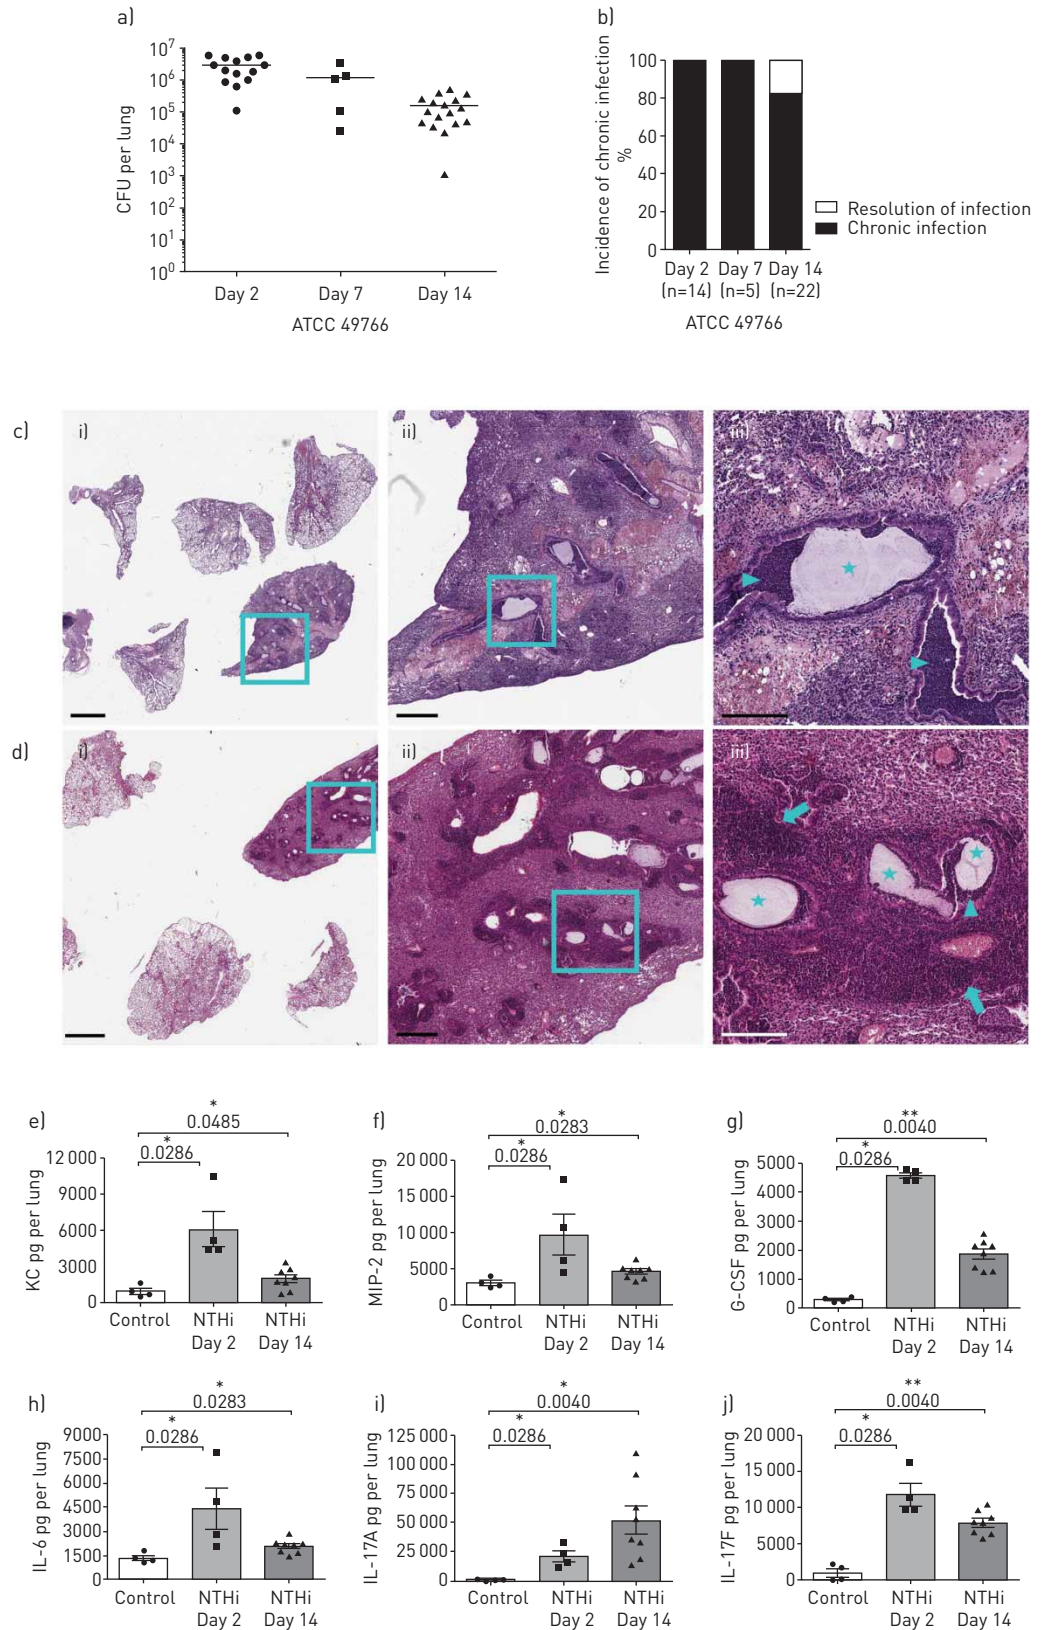 a)
CFU per lung
10^7
10^6
10^5
10^4
10^3
10^2
10^1
10^0
Day 2 Day 7 Day 14
ATCC 49766
b)
Incidence of chronic infection
%
100
80
60
40
20
0
Day 2 Day 7 Day 14
(n=14) (n=5) (n=22)
ATCC 49766
Resolution of infection
Chronic infection
c) i) ii) iii)
d) i) ii) iii)
e)
*
0.0485
*
0.0286
KC pg per lung
12 000
9000
6000
3000
0
Control NTHi NTHi
Day 2 Day 14
f)
*
0.0283
*
0.0286
MIP-2 pg per lung
20 000
15 000
10 000
5000
0
Control NTHi NTHi
Day 2 Day 14
g)
**
0.0040
*
0.0286
G-CSF pg per lung
5000
4000
3000
2000
1000
0
Control NTHi NTHi
Day 2 Day 14
h)
*
0.0283
*
0.0286
IL-6 pg per lung
9000
7500
6000
4500
3000
1500
0
Control NTHi NTHi
Day 2 Day 14
i)
*
0.0040
*
0.0286
IL-17A pg per lung
125 000
100 000
75 000
50 000
25 000
0
Control NTHi NTHi
Day 2 Day 14
j)
**
0.0040
*
0.0286
IL-17F pg per lung
20 000
15 000
10 000
5000
0
Control NTHi NTHi
Day 2 Day 14